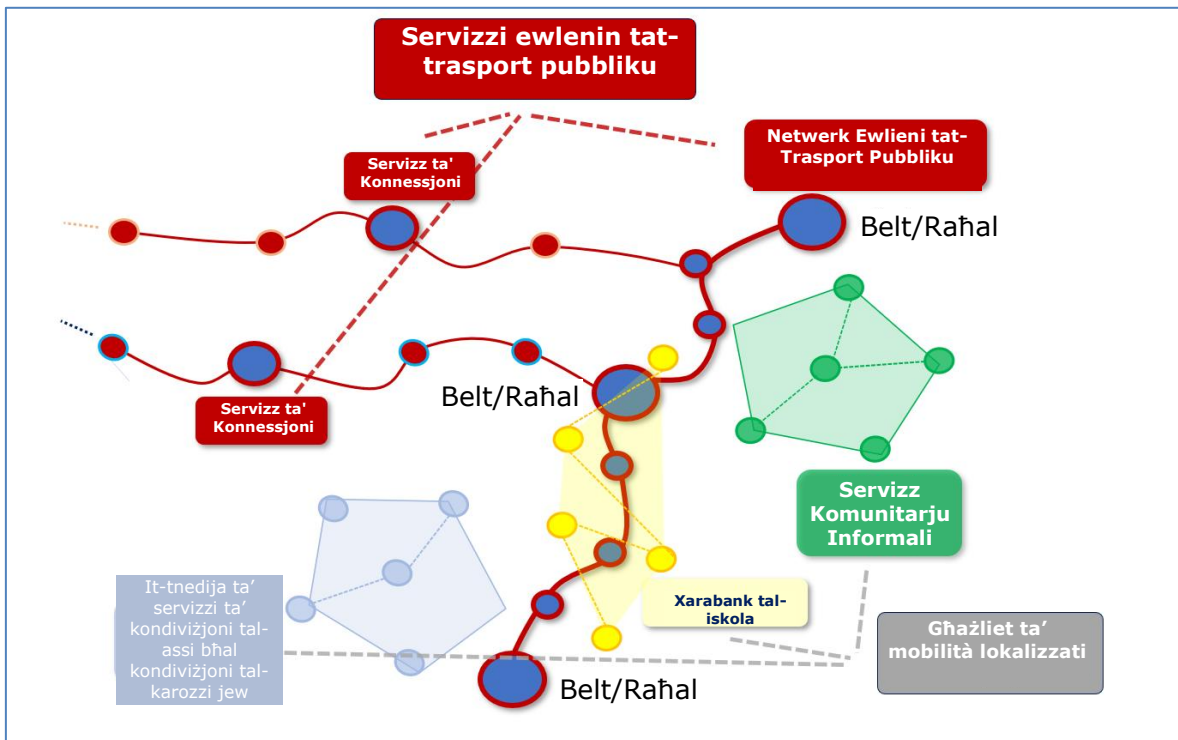 Servizzi ewlenin tat-
trasport pubbliku
Netwerk Ewlieni tat-
Trasport Pubbliku
Servizz ta'
Konnessjoni
Belt/Raħal
Belt/Raħal
Servizz ta'
Konnessjoni
Servizz
Komunitarju
Informali
It-tnedija ta’
servizzi ta’
kondiviżjoni tal-
assi bħal
kondiviżjoni tal-
karozzi jew
Xarabank tal-
iskola
Għażliet ta’
mobilità lokalizzati
Belt/Raħal